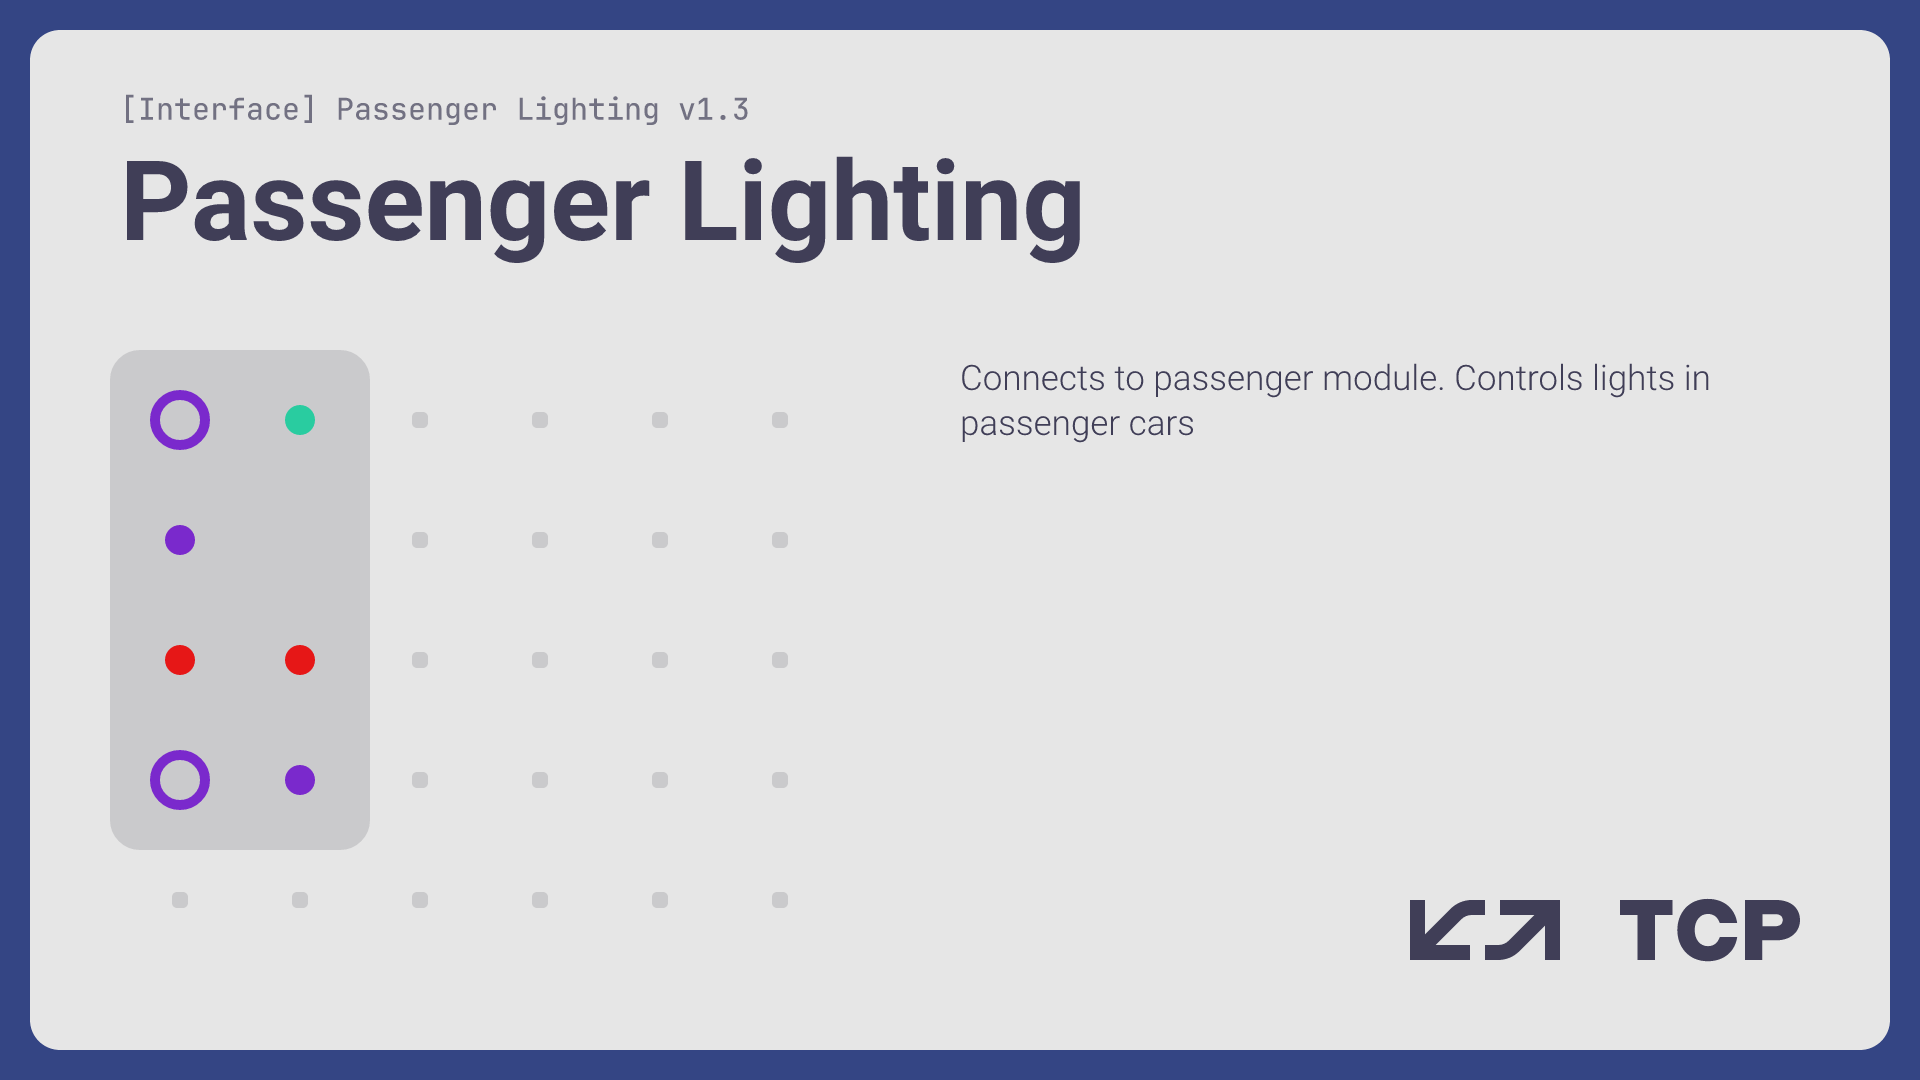 [Interface] Passenger Lighting v1.3
Passenger Lighting
Connects to passenger module. Controls lights in
passenger cars
TCP